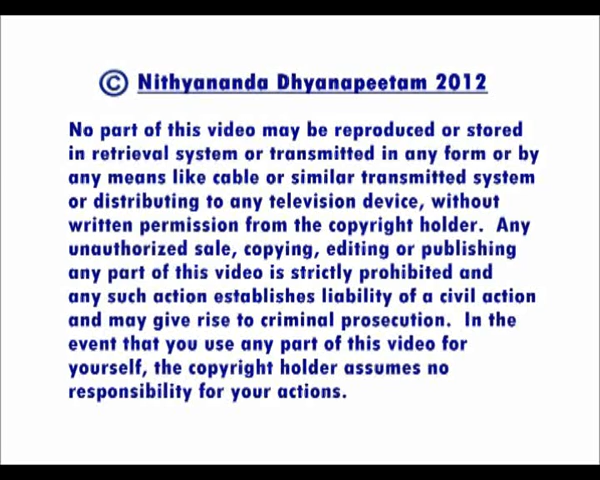 © Nithyananda Dhyanapeetam 2012
No part of this video may be reproduced or stored
in retrieval system or transmitted in any form or by
any means like cable or similar transmitted system
or distributing to any television device, without
written permission from the copyright holder. Any
unauthorized sale, copying, editing or publishing
any part of this video is strictly prohibited and
any such action establishes liability of a civil action
and may give rise to criminal prosecution. In the
event that you use any part of this video for
yourself, the copyright holder assumes no
responsibility for your actions.